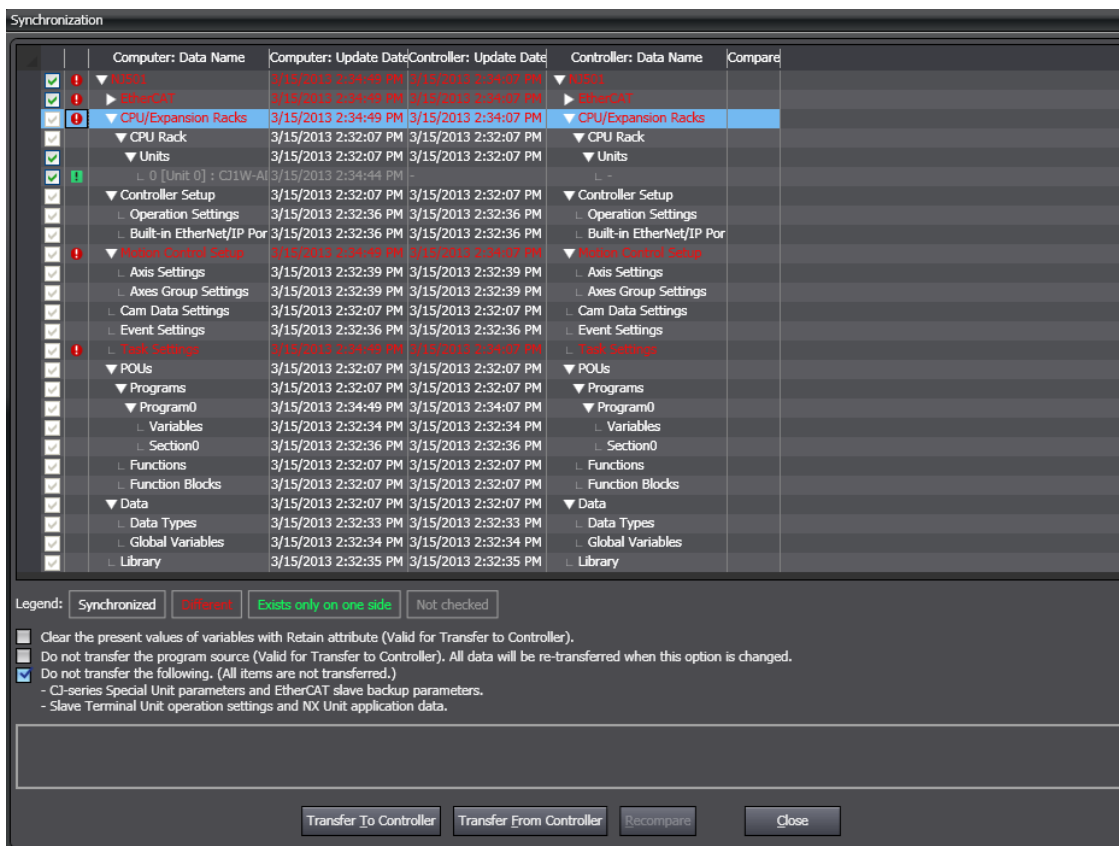 Synchronization
Computer: Data Name Computer: Update Date Controller: Update Date Controller: Data Name Compare
NJ501 3/15/2013 2:34:49 PM 3/15/2013 2:34:07 PM NJ501
EtherCAT 3/15/2013 2:34:49 PM 3/15/2013 2:34:07 PM EtherCAT
CPU/Expansion Racks 3/15/2013 2:34:49 PM 3/15/2013 2:34:07 PM CPU/Expansion Racks
CPU Rack 3/15/2013 2:32:07 PM 3/15/2013 2:32:07 PM CPU Rack
Units 3/15/2013 2:32:07 PM 3/15/2013 2:32:07 PM Units
0 [Unit 0] : CJ1W-AI 3/15/2013 2:34:44 PM - -
Controller Setup 3/15/2013 2:32:07 PM 3/15/2013 2:32:07 PM Controller Setup
Operation Settings 3/15/2013 2:32:36 PM 3/15/2013 2:32:36 PM Operation Settings
Built-in EtherNet/IP Por 3/15/2013 2:32:36 PM 3/15/2013 2:32:36 PM Built-in EtherNet/IP Por
Motion Control Setup 3/15/2013 2:34:49 PM 3/15/2013 2:34:07 PM Motion Control Setup
Axis Settings 3/15/2013 2:32:39 PM 3/15/2013 2:32:39 PM Axis Settings
Axes Group Settings 3/15/2013 2:32:39 PM 3/15/2013 2:32:39 PM Axes Group Settings
Cam Data Settings 3/15/2013 2:32:07 PM 3/15/2013 2:32:07 PM Cam Data Settings
Event Settings 3/15/2013 2:32:36 PM 3/15/2013 2:32:36 PM Event Settings
Task Settings 3/15/2013 2:34:49 PM 3/15/2013 2:34:07 PM Task Settings
POUs 3/15/2013 2:32:07 PM 3/15/2013 2:32:07 PM POUs
Programs 3/15/2013 2:32:07 PM 3/15/2013 2:32:07 PM Programs
Program0 3/15/2013 2:34:49 PM 3/15/2013 2:34:07 PM Program0
Variables 3/15/2013 2:32:34 PM 3/15/2013 2:32:34 PM Variables
Section0 3/15/2013 2:32:36 PM 3/15/2013 2:32:36 PM Section0
Functions 3/15/2013 2:32:07 PM 3/15/2013 2:32:07 PM Functions
Function Blocks 3/15/2013 2:32:07 PM 3/15/2013 2:32:07 PM Function Blocks
Data 3/15/2013 2:32:07 PM 3/15/2013 2:32:07 PM Data
Data Types 3/15/2013 2:32:33 PM 3/15/2013 2:32:33 PM Data Types
Global Variables 3/15/2013 2:32:34 PM 3/15/2013 2:32:34 PM Global Variables
Library 3/15/2013 2:32:35 PM 3/15/2013 2:32:35 PM Library
Legend: Synchronized Different Exists only on one side Not checked
Clear the present values of variables with Retain attribute (Valid for Transfer to Controller).
Do not transfer the program source (Valid for Transfer to Controller). All data will be re-transferred when this option is changed.
Do not transfer the following. (All items are not transferred.)
- CJ-series Special Unit parameters and EtherCAT slave backup parameters.
- Slave Terminal Unit operation settings and NX Unit application data.
Transfer To Controller Transfer From Controller Recompare Close